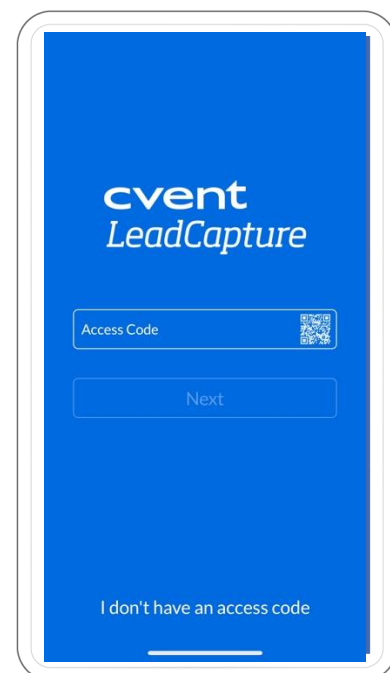 cvent
LeadCapture
Access Code
Next
I don't have an access code